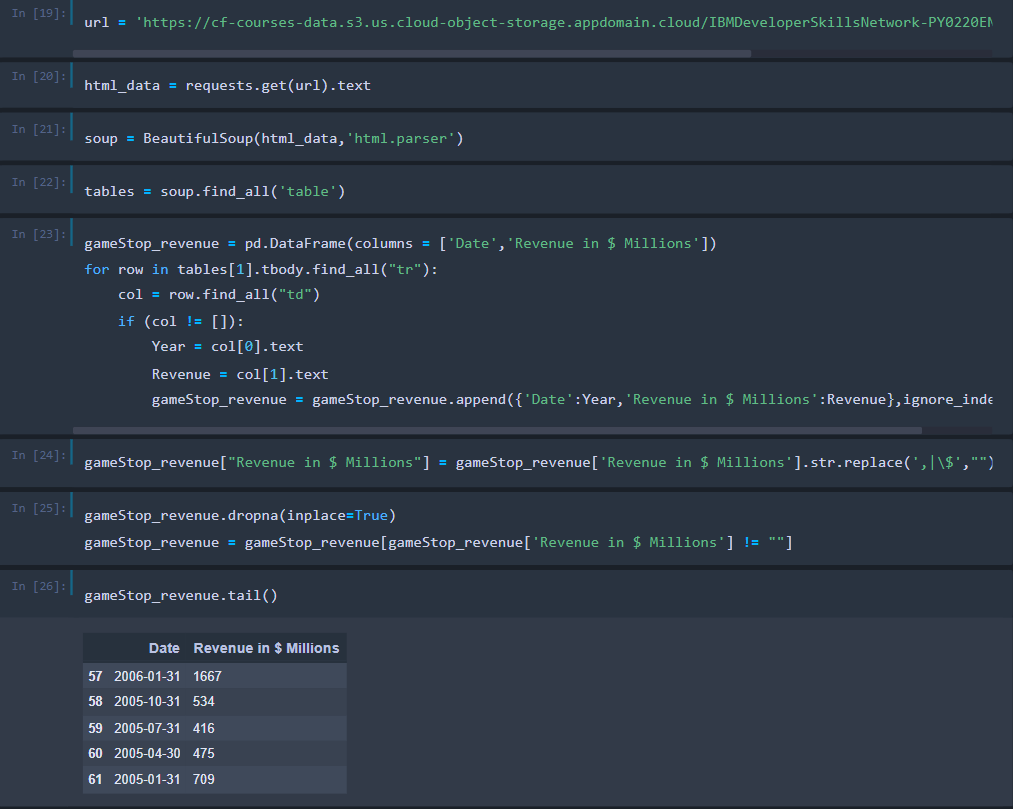 In [19]: url = 'https://cf-courses-data.s3.us.cloud-object-storage.appdomain.cloud/IBMDeveloperSkillsNetwork-PY0220EN
In [20]: html_data = requests.get(url).text
In [21]: soup = BeautifulSoup(html_data,'html.parser')
In [22]: tables = soup.find_all('table')
In [23]: gameStop_revenue = pd.DataFrame(columns = ['Date','Revenue in $ Millions'])
for row in tables[1].tbody.find_all("tr"):
    col = row.find_all("td")
    if (col != []):
        Year = col[0].text
        Revenue = col[1].text
        gameStop_revenue = gameStop_revenue.append({'Date':Year,'Revenue in $ Millions':Revenue},ignore_inde
In [24]: gameStop_revenue["Revenue in $ Millions"] = gameStop_revenue['Revenue in $ Millions'].str.replace(',|\$',"")
In [25]: gameStop_revenue.dropna(inplace=True)
gameStop_revenue = gameStop_revenue[gameStop_revenue['Revenue in $ Millions'] != ""]
In [26]: gameStop_revenue.tail()
Date Revenue in $ Millions
57 2006-01-31 1667
58 2005-10-31 534
59 2005-07-31 416
60 2005-04-30 475
61 2005-01-31 709